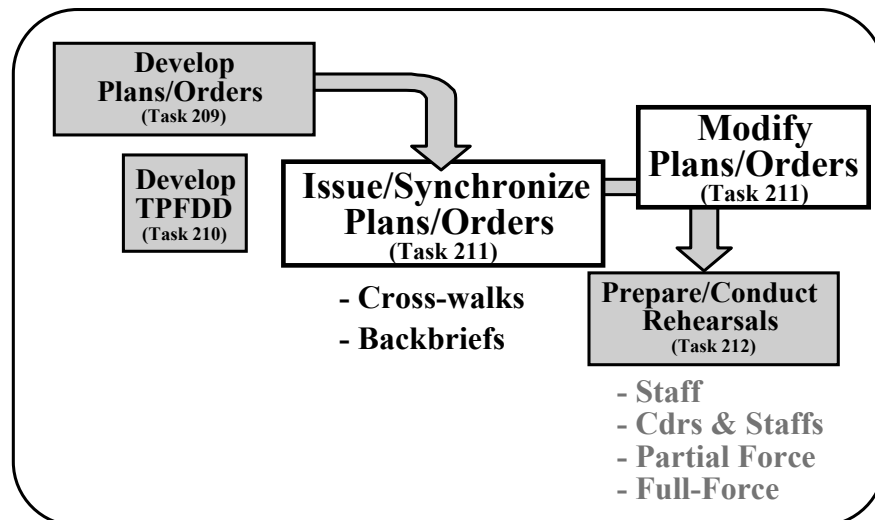 Develop
Plans/Orders
(Task 209)
Develop
TPFDD
(Task 210)
Issue/Synchronize
Plans/Orders
(Task 211)
- Cross-walks
- Backbriefs
Modify
Plans/Orders
(Task 211)
Prepare/Conduct
Rehearsals
(Task 212)
- Staff
- Cdrs & Staffs
- Partial Force
- Full-Force